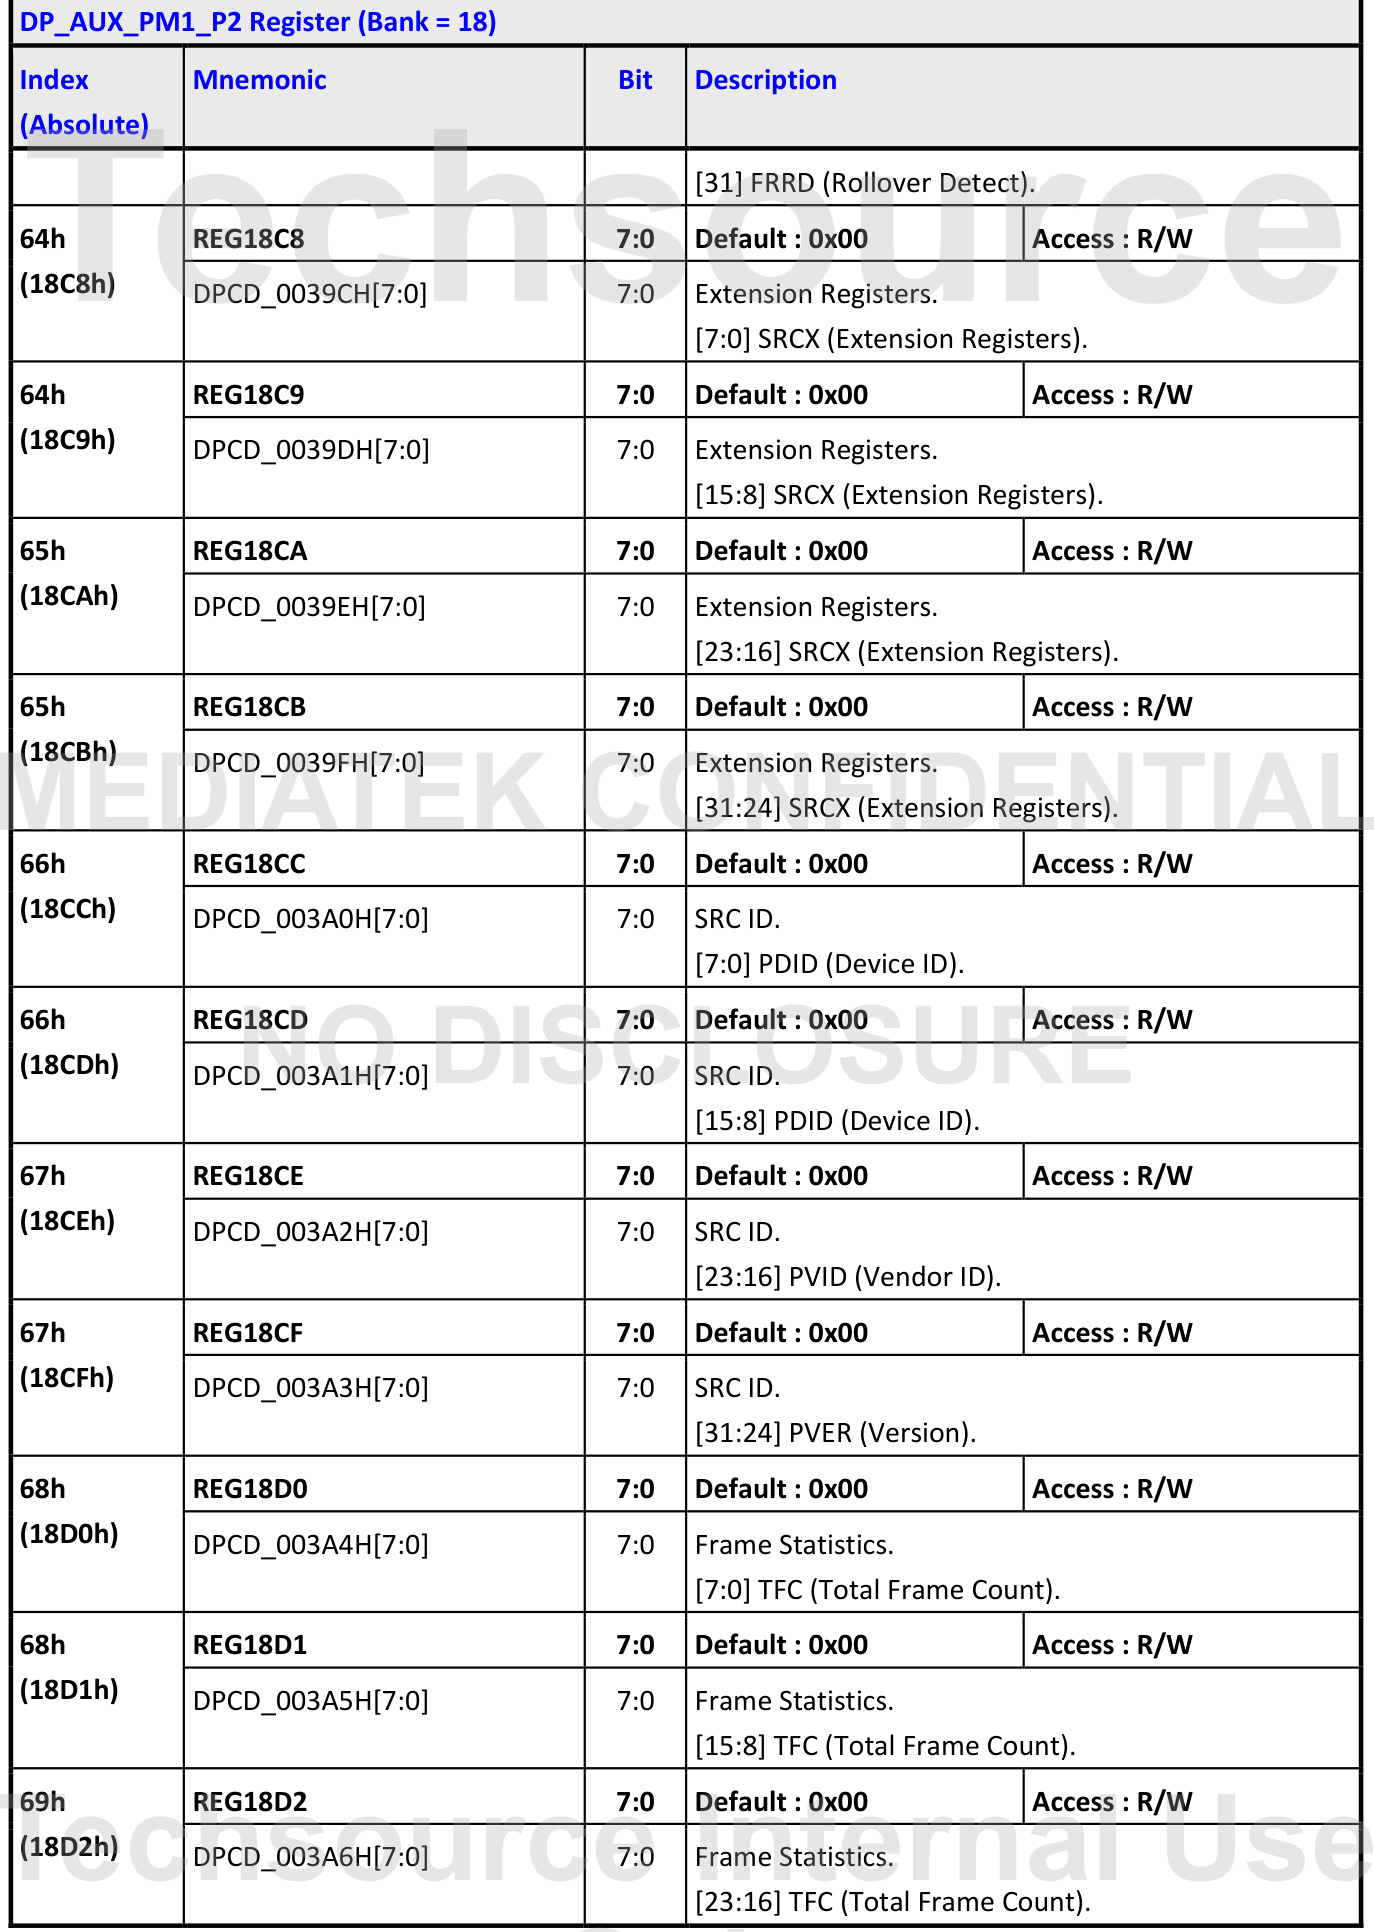 DP_AUX_PM1_P2 Register (Bank = 18)
Index (Absolute) Mnemonic Bit Description
[31] FRRD (Rollover Detect).
64h (18C8h) REG18C8 7:0 Default : 0x00 Access : R/W
DPCD_0039CH[7:0] 7:0 Extension Registers.
[7:0] SRCX (Extension Registers).
64h (18C9h) REG18C9 7:0 Default : 0x00 Access : R/W
DPCD_0039DH[7:0] 7:0 Extension Registers.
[15:8] SRCX (Extension Registers).
65h (18CAh) REG18CA 7:0 Default : 0x00 Access : R/W
DPCD_0039EH[7:0] 7:0 Extension Registers.
[23:16] SRCX (Extension Registers).
65h (18CBh) REG18CB 7:0 Default : 0x00 Access : R/W
DPCD_0039FH[7:0] 7:0 Extension Registers.
[31:24] SRCX (Extension Registers).
66h (18CCh) REG18CC 7:0 Default : 0x00 Access : R/W
DPCD_003A0H[7:0] 7:0 SRC ID.
[7:0] PDID (Device ID).
66h (18CDh) REG18CD 7:0 Default : 0x00 Access : R/W
DPCD_003A1H[7:0] 7:0 SRC ID.
[15:8] PDID (Device ID).
67h (18CEh) REG18CE 7:0 Default : 0x00 Access : R/W
DPCD_003A2H[7:0] 7:0 SRC ID.
[23:16] PVID (Vendor ID).
67h (18CFh) REG18CF 7:0 Default : 0x00 Access : R/W
DPCD_003A3H[7:0] 7:0 SRC ID.
[31:24] PVER (Version).
68h (18D0h) REG18D0 7:0 Default : 0x00 Access : R/W
DPCD_003A4H[7:0] 7:0 Frame Statistics.
[7:0] TFC (Total Frame Count).
68h (18D1h) REG18D1 7:0 Default : 0x00 Access : R/W
DPCD_003A5H[7:0] 7:0 Frame Statistics.
[15:8] TFC (Total Frame Count).
69h (18D2h) REG18D2 7:0 Default : 0x00 Access : R/W
DPCD_003A6H[7:0] 7:0 Frame Statistics.
[23:16] TFC (Total Frame Count).
Techsource
MEDIATEK CONFIDENTIAL
NO DISCLOSURE
Techsource Internal Use